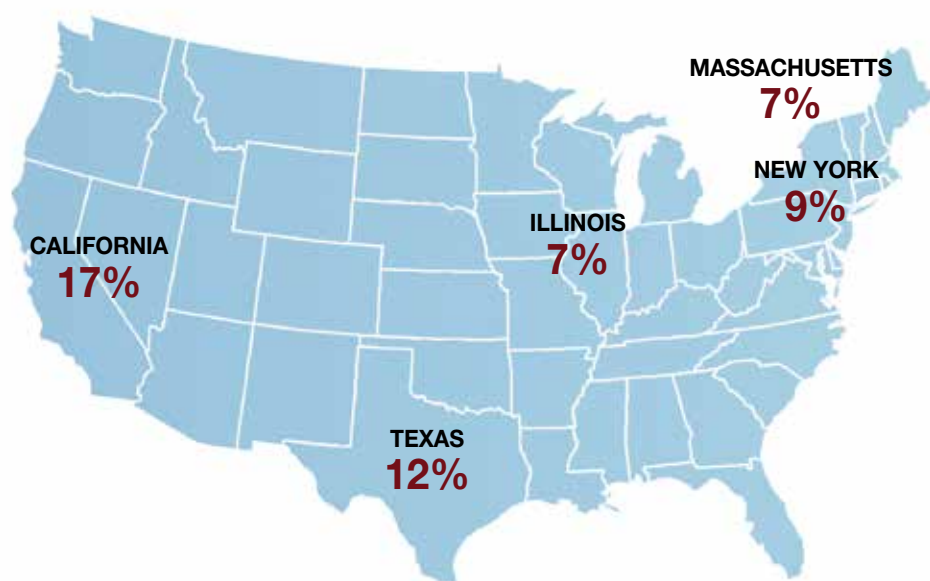 MASSACHUSETTS
7%
NEW YORK
9%
ILLINOIS
7%
CALIFORNIA
17%
TEXAS
12%